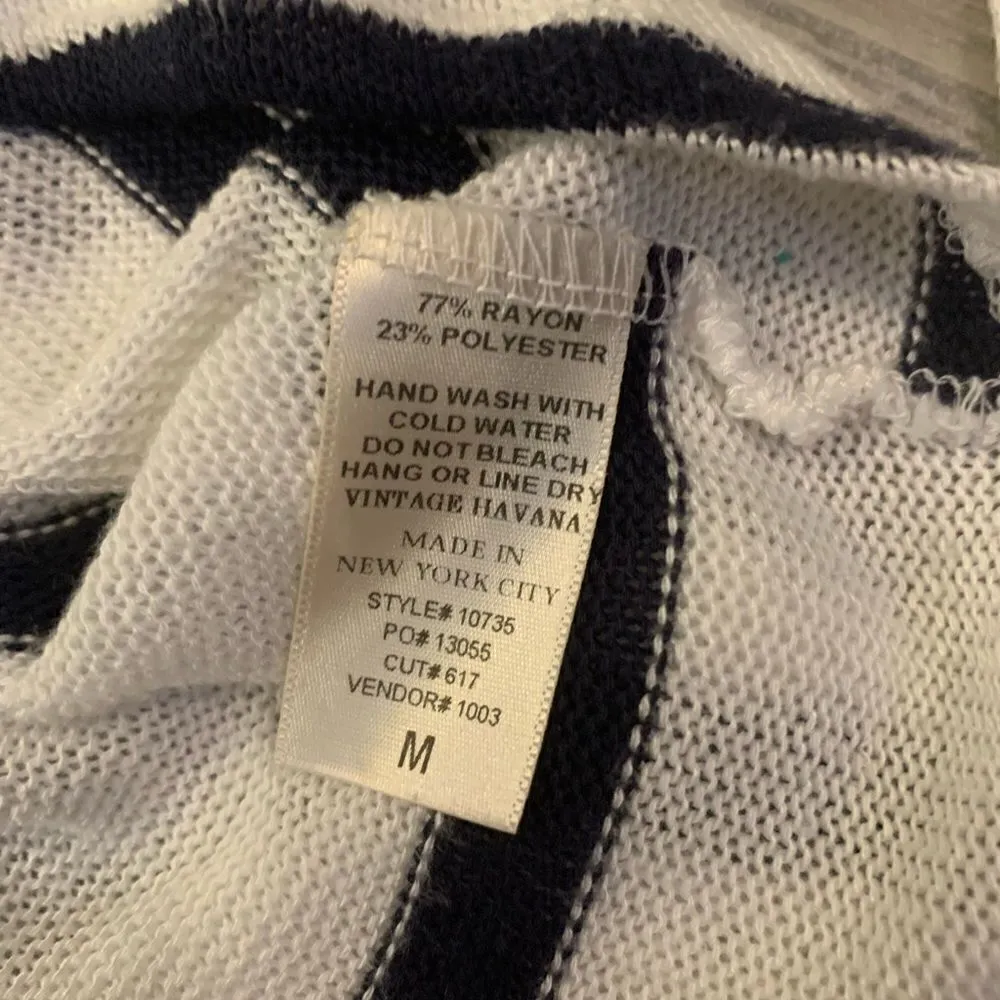 77% RAYON
23% POLYESTER
HAND WASH WITH
COLD WATER
DO NOT BLEACH
HANG OR LINE DRY
VINTAGE HAVANA
MADE IN
NEW YORK CITY
STYLE# 10735
PO# 13055
CUT# 617
VENDOR# 1003
M